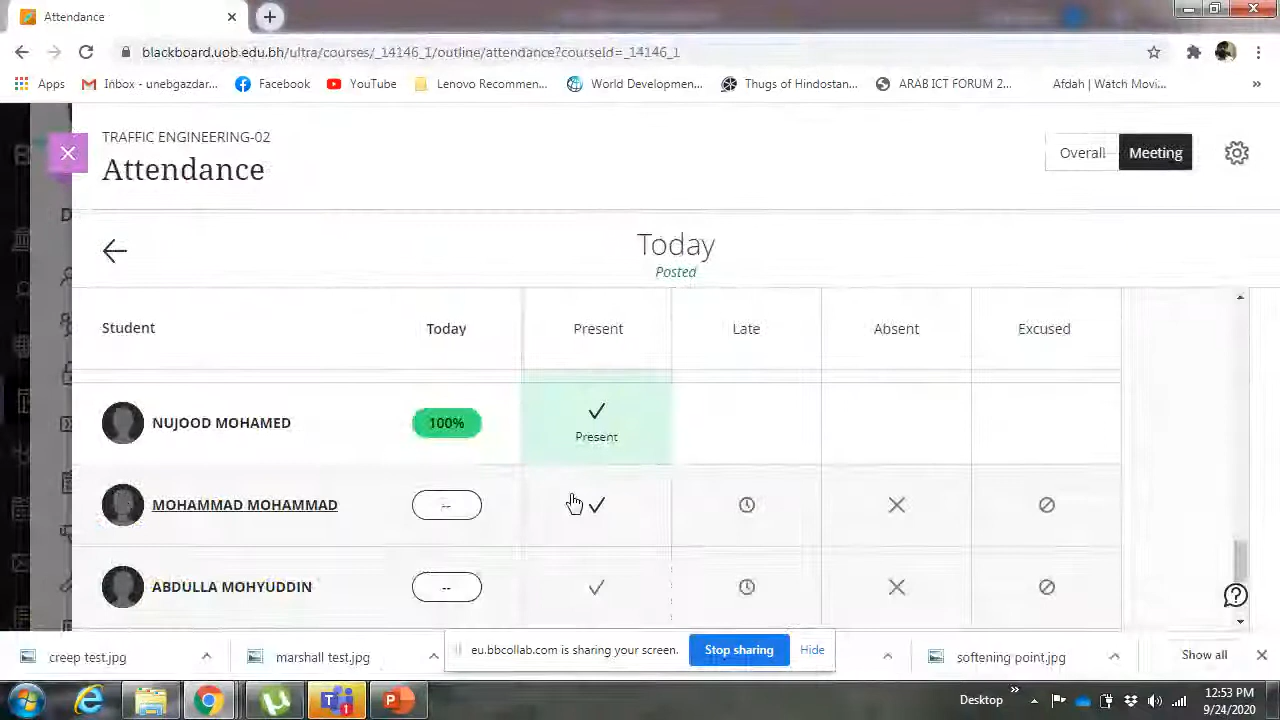 Attendance
blackboard.uob.edu.bh/ultra/courses/_14146_1/outline/attendance?courseId=_14146_1
Apps
Inbox - unebgazdar...
Facebook
YouTube
Lenovo Recommen...
World Developmen...
Thugs of Hindostan...
ARAB ICT FORUM 2...
Afdah | Watch Movi...
TRAFFIC ENGINEERING-02
Attendance
Overall
Meeting
Today
Posted
Student
Today
Present
Late
Absent
Excused
NUJOOD MOHAMED
100%
Present
MOHAMMAD MOHAMMAD
--
ABDULLA MOHYUDDIN
--
creep test.jpg
marshall test.jpg
eu.bbcollab.com is sharing your screen.
Stop sharing
Hide
softening point.jpg
Show all
Desktop
12:53 PM
9/24/2020